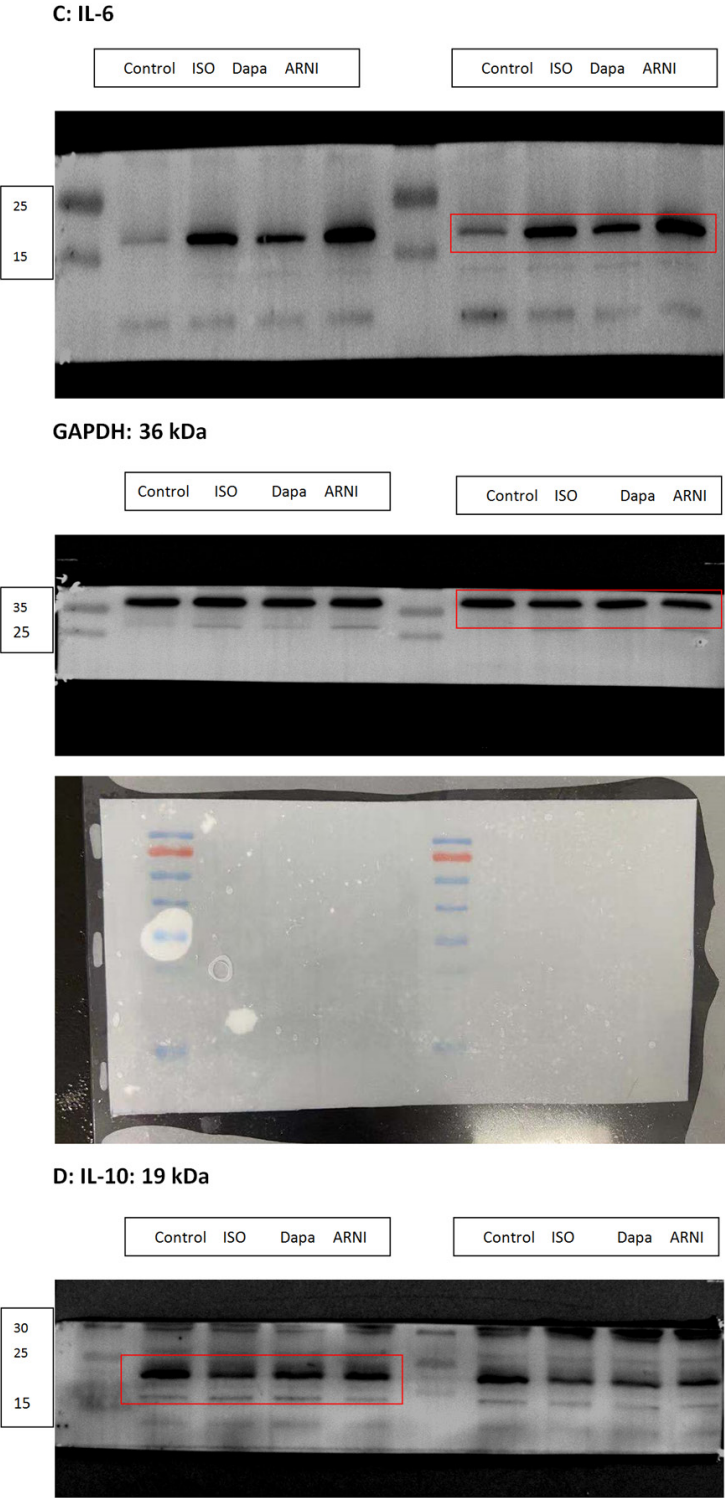 C: IL-6
Control ISO Dapa ARNI Control ISO Dapa ARNI
25
15
GAPDH: 36 kDa
Control ISO Dapa ARNI Control ISO Dapa ARNI
35
25
D: IL-10: 19 kDa
Control ISO Dapa ARNI Control ISO Dapa ARNI
30
25
15